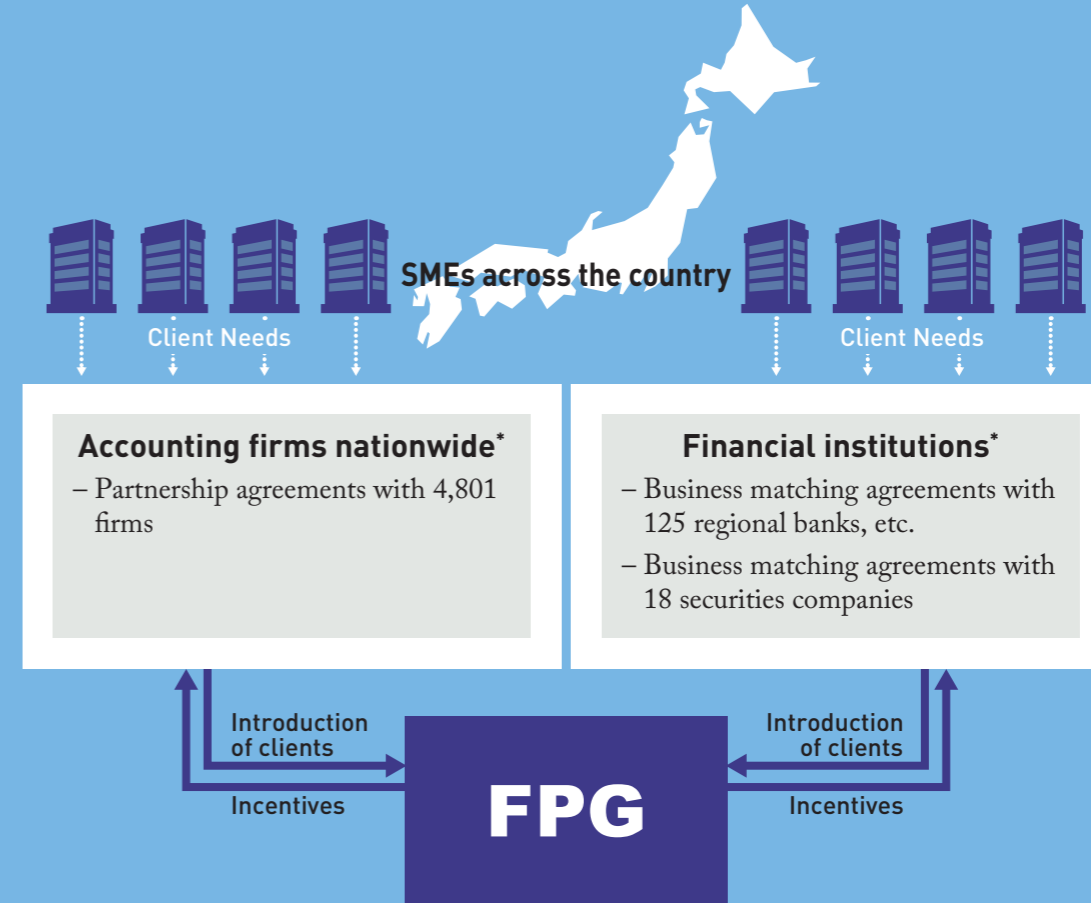 SMEs across the country
Client Needs
Client Needs
Accounting firms nationwide*
– Partnership agreements with 4,801
firms
Financial institutions*
– Business matching agreements with
125 regional banks, etc.
– Business matching agreements with
18 securities companies
Introduction
of clients
Incentives
Introduction
of clients
Incentives
FPG